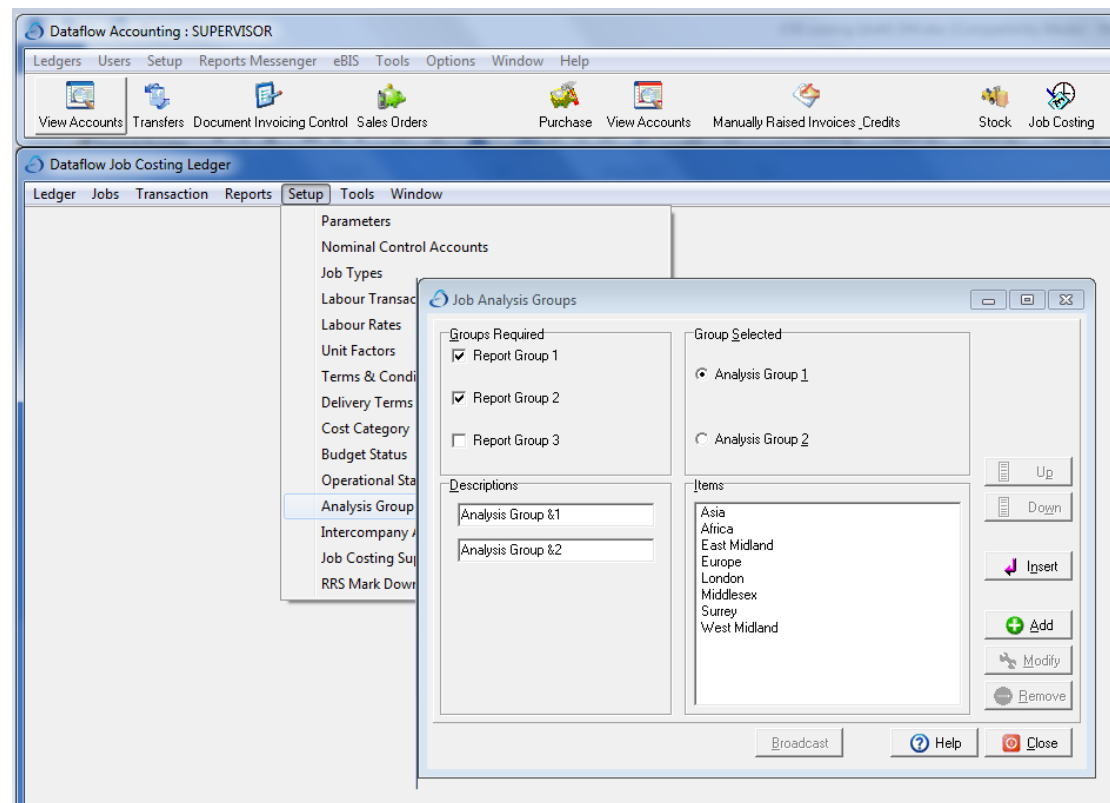 Dataflow Accounting : SUPERVISOR
Ledgers Users Setup Reports Messenger eBIS Tools Options Window Help
View Accounts Transfers Document Invoicing Control Sales Orders Purchase View Accounts Manually Raised Invoices _Credits Stock Job Costing
Dataflow Job Costing Ledger
Ledger Jobs Transaction Reports Setup Tools Window
Parameters
Nominal Control Accounts
Job Types
Labour Transac
Labour Rates
Unit Factors
Terms & Condi
Delivery Terms
Cost Category
Budget Status
Operational Sta
Analysis Group
Intercompany
Job Costing Su
RRS Mark Down
Job Analysis Groups
Groups Required
Report Group 1
Report Group 2
Report Group 3
Group Selected
Analysis Group 1
Analysis Group 2
Descriptions
Analysis Group &1
Analysis Group &2
Items
Asia
Africa
East Midland
Europe
London
Middlesex
Surrey
West Midland
Up
Down
Insert
Add
Modify
Remove
Broadcast
Help
Close